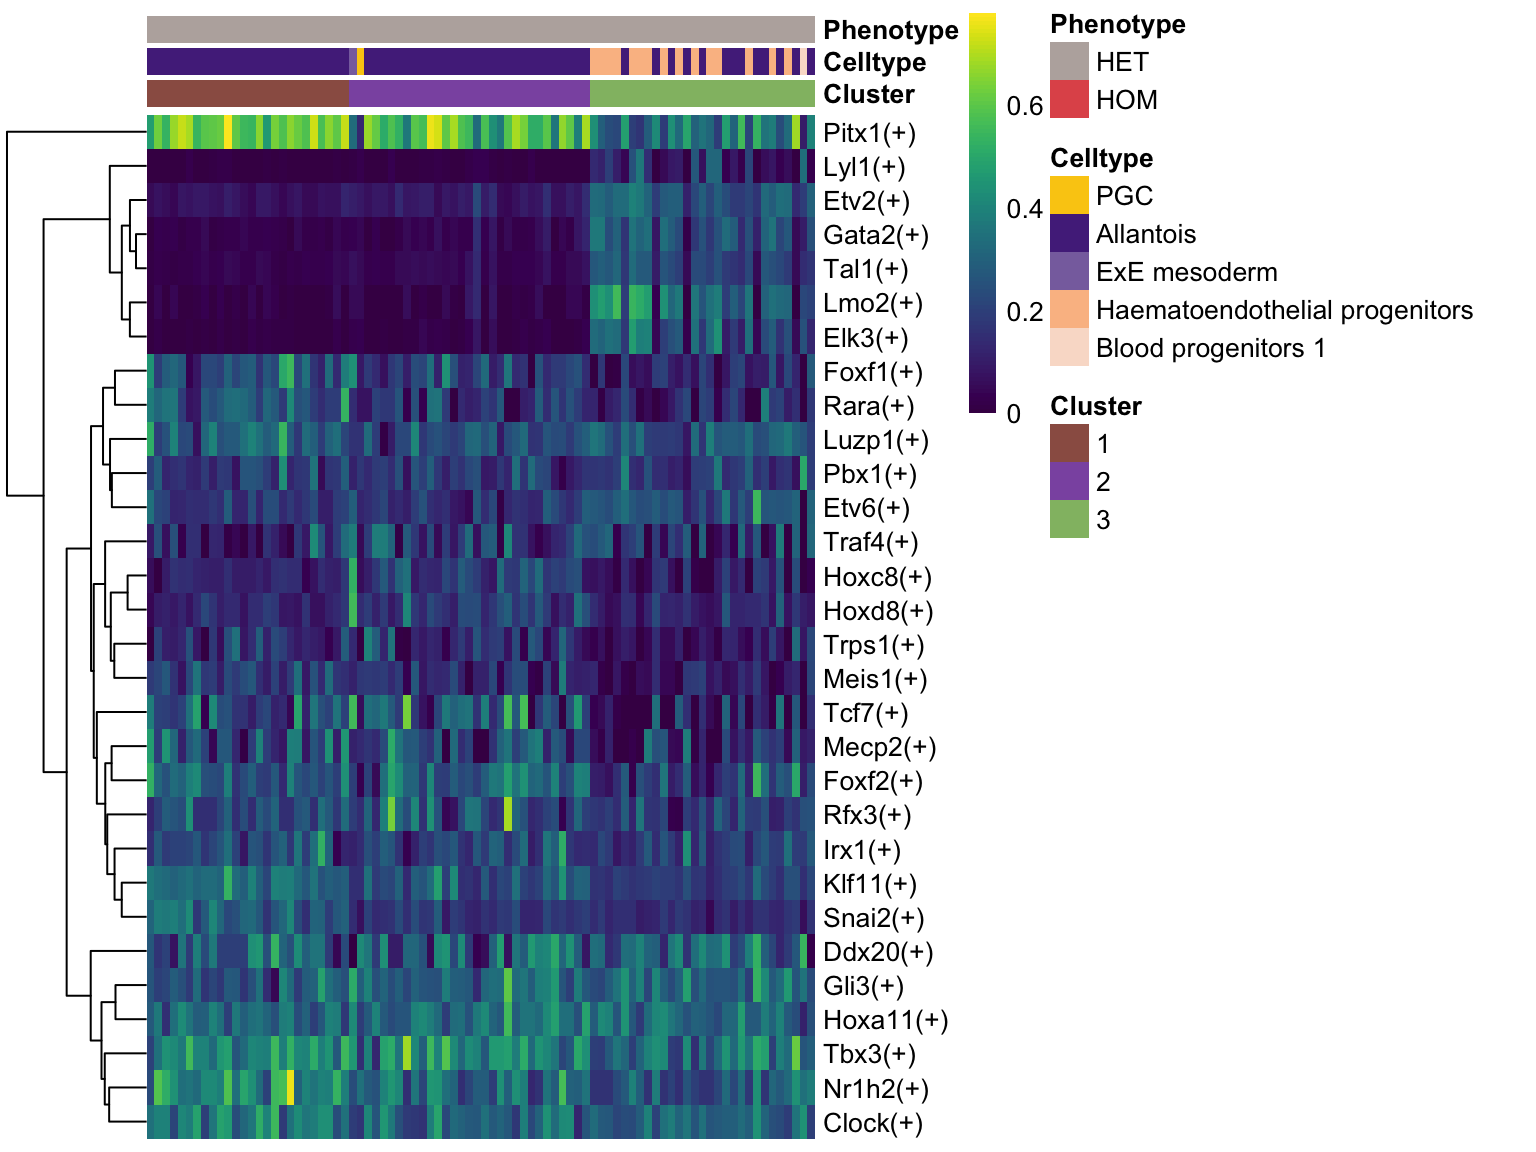 Phenotype
Celltype
Cluster
Pitx1(+)
Lyl1(+)
Etv2(+)
Gata2(+)
Tal1(+)
Lmo2(+)
Elk3(+)
Foxf1(+)
Rara(+)
Luzp1(+)
Pbx1(+)
Etv6(+)
Traf4(+)
Hoxc8(+)
Hoxd8(+)
Trps1(+)
Meis1(+)
Tcf7(+)
Mecp2(+)
Foxf2(+)
Rfx3(+)
Irx1(+)
Klf11(+)
Snai2(+)
Ddx20(+)
Gli3(+)
Hoxa11(+)
Tbx3(+)
Nr1h2(+)
Clock(+)
0.6
0.4
0.2
0
Phenotype
HET
HOM
Celltype
PGC
Allantois
ExE mesoderm
Haematoendothelial progenitors
Blood progenitors 1
Cluster
1
2
3